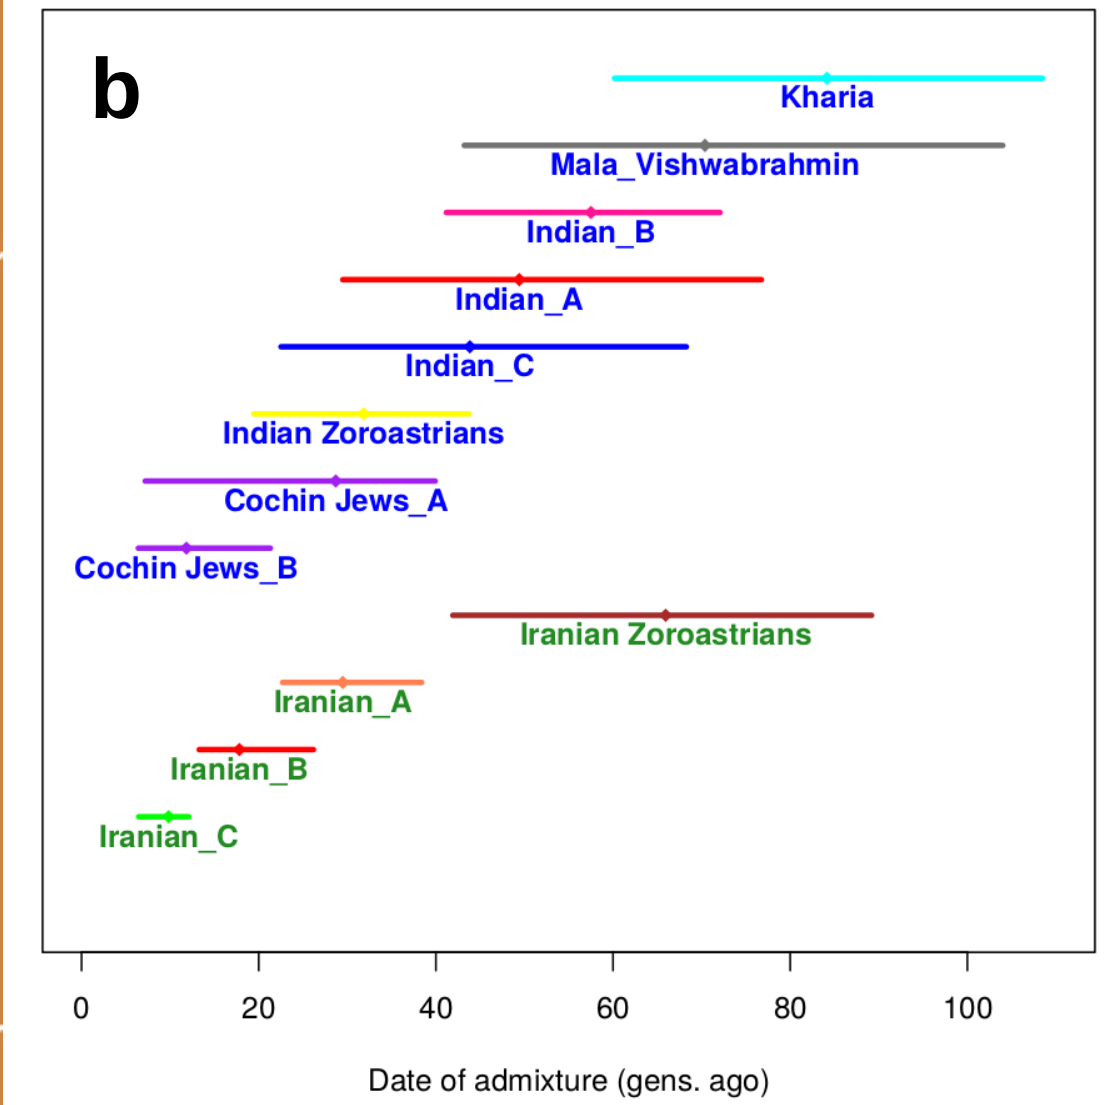 b
Kharia
Mala_Vishwabrahmin
Indian_B
Indian_A
Indian_C
Indian Zoroastrians
Cochin Jews_A
Cochin Jews_B
Iranian Zoroastrians
Iranian_A
Iranian_B
Iranian_C
0 20 40 60 80 100
Date of admixture (gens. ago)